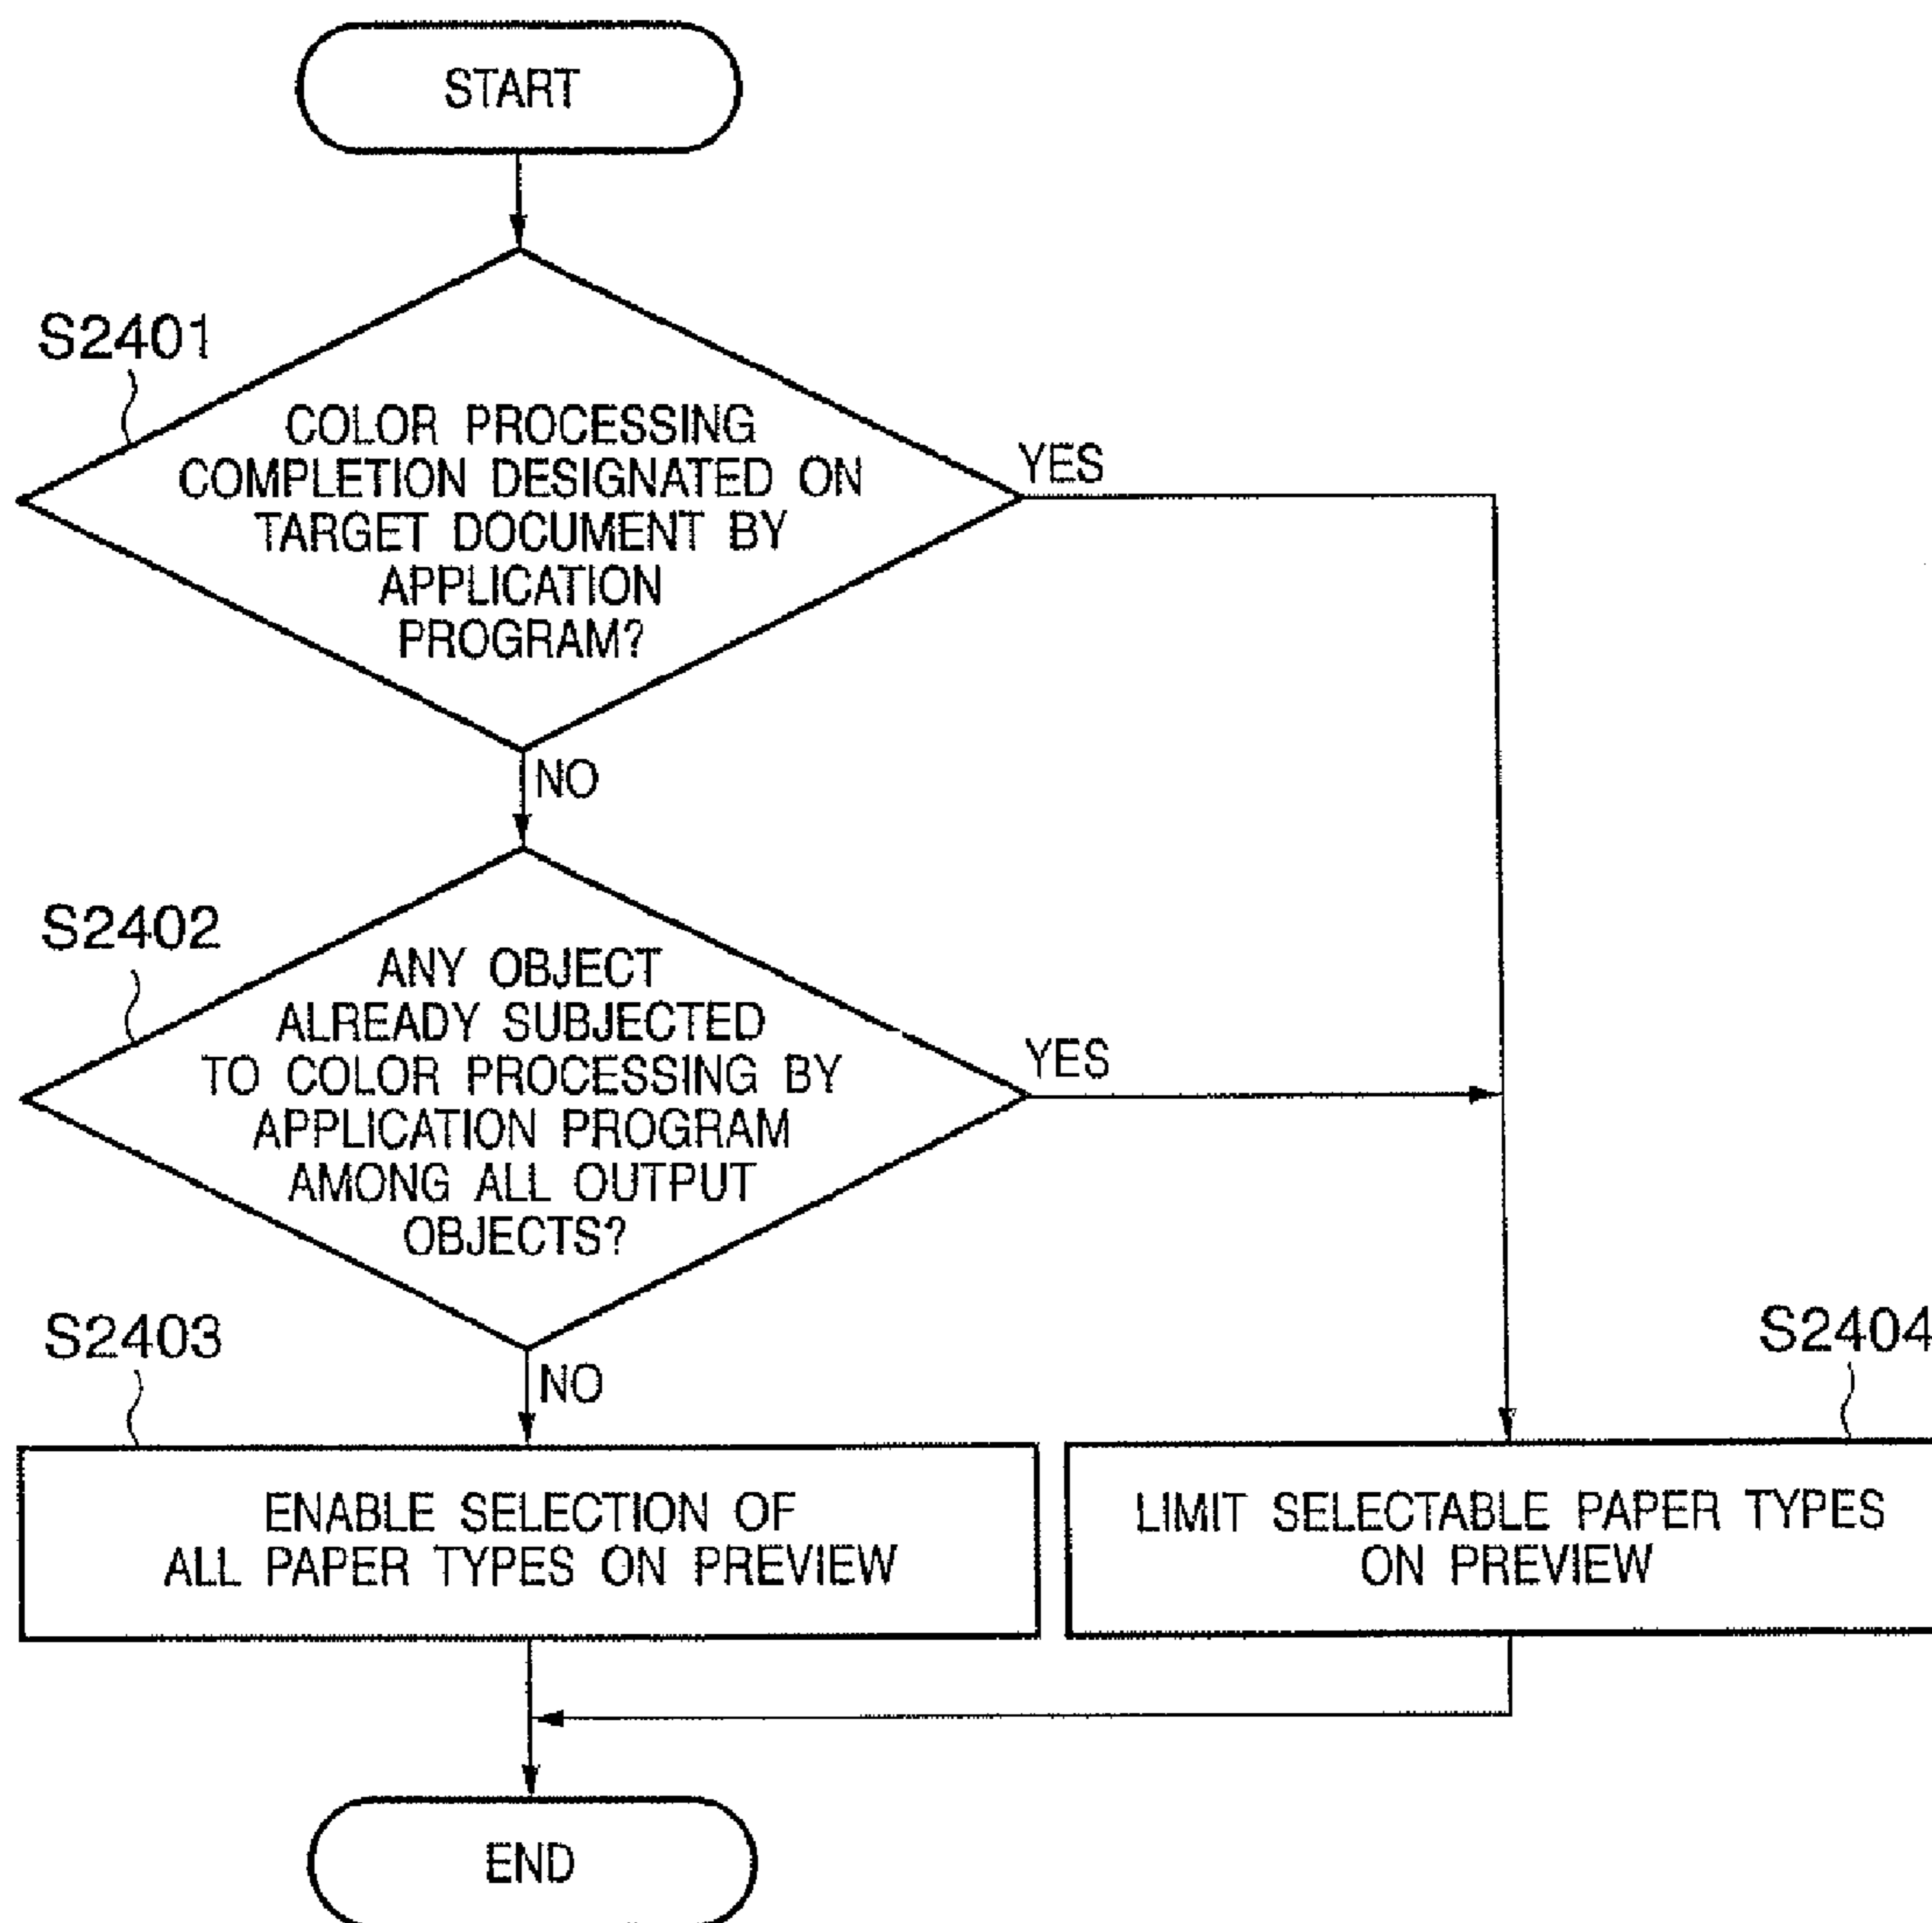 START
S2401
COLOR PROCESSING
COMPLETION DESIGNATED ON
TARGET DOCUMENT BY
APPLICATION
PROGRAM?
YES
NO
S2402
ANY OBJECT
ALREADY SUBJECTED
TO COLOR PROCESSING BY
APPLICATION PROGRAM
AMONG ALL OUTPUT
OBJECTS?
YES
NO
S2403
ENABLE SELECTION OF
ALL PAPER TYPES ON PREVIEW
S2404
LIMIT SELECTABLE PAPER TYPES
ON PREVIEW
END